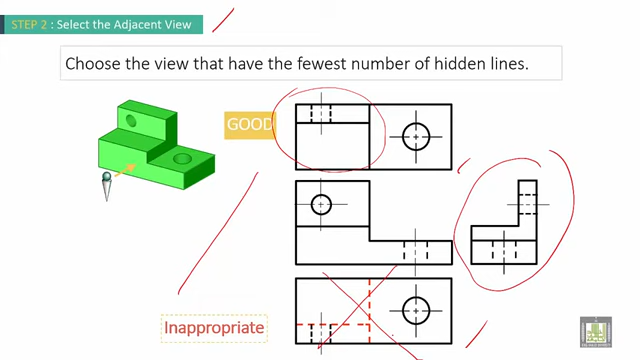 STEP 2 : Select the Adjacent View
Choose the view that have the fewest number of hidden lines.
GOOD
Inappropriate